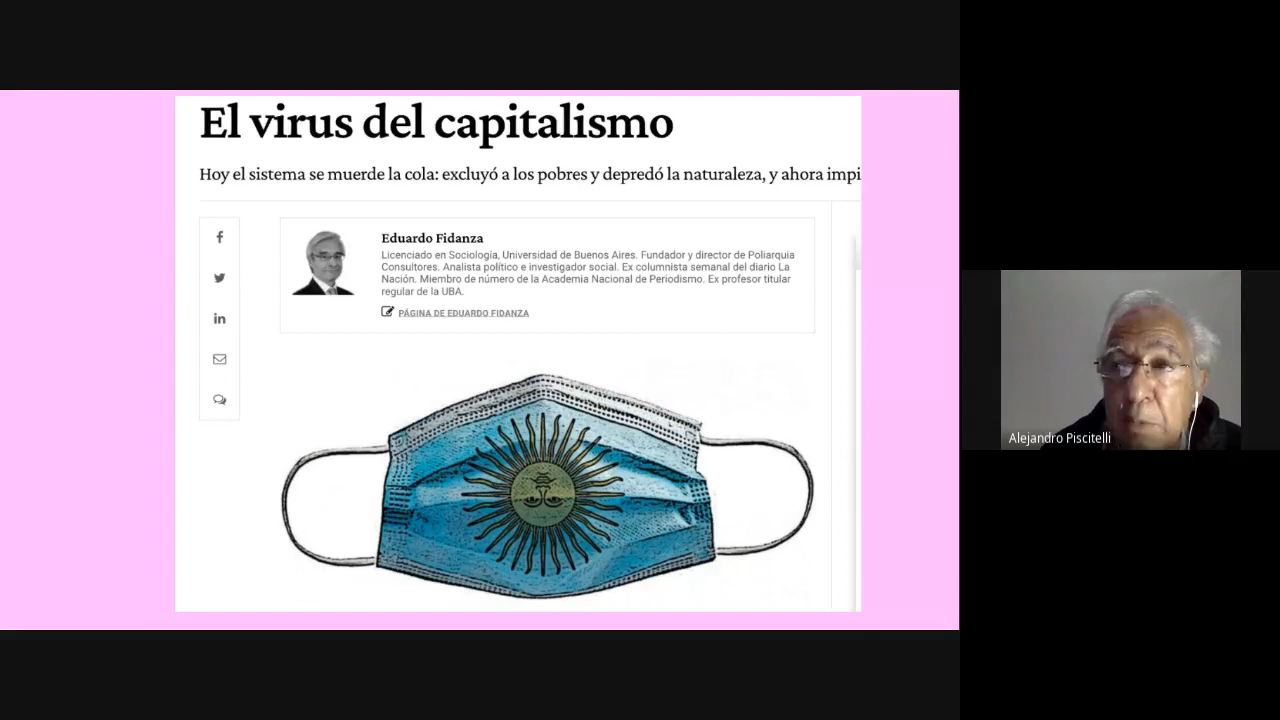 El virus del capitalismo
Hoy el sistema se muerde la cola: excluyó a los pobres y depredó la naturaleza, y ahora impi
Eduardo Fidanza
Licenciado en Sociología, Universidad de Buenos Aires. Fundador y director de Poliarquia
Consultores. Analista político e investigador social. Ex columnista semanal del diario La
Nación. Miembro de número de la Academia Nacional de Periodismo. Ex profesor titular
regular de la UBA.
PÁGINA DE EDUARDO FIDANZA
Alejandro Piscitelli